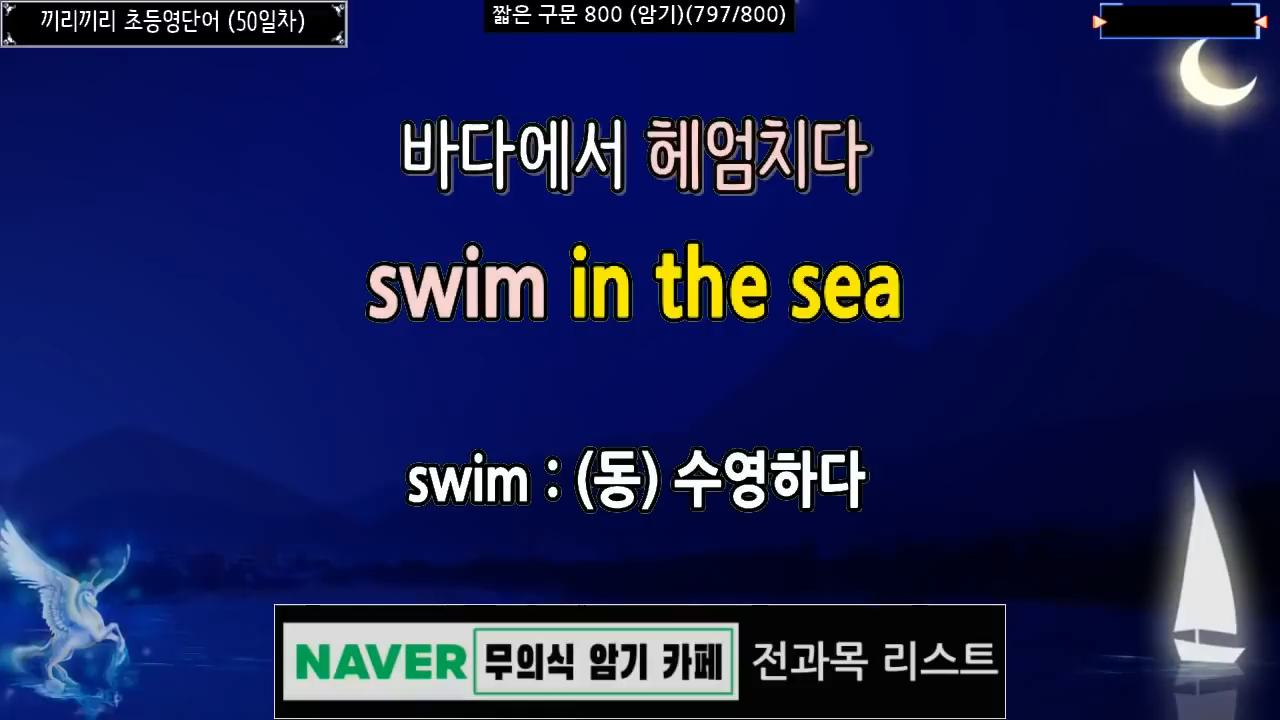 끼리끼리 초등영단어 (50일차)
짧은 구문 800 (암기)(797/800)
바다에서 헤엄치다
swim in the sea
swim : (동) 수영하다
NAVER 무의식 암기 카페 전과목 리스트